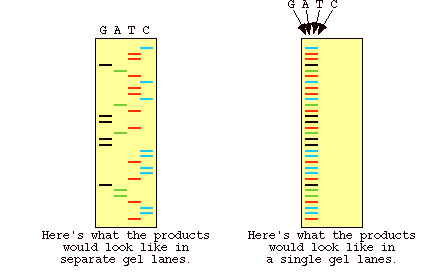 G A T C
G A T C
Here's what the products
would look like in
separate gel lanes.
Here's what the products
would look like in
a single gel lanes.